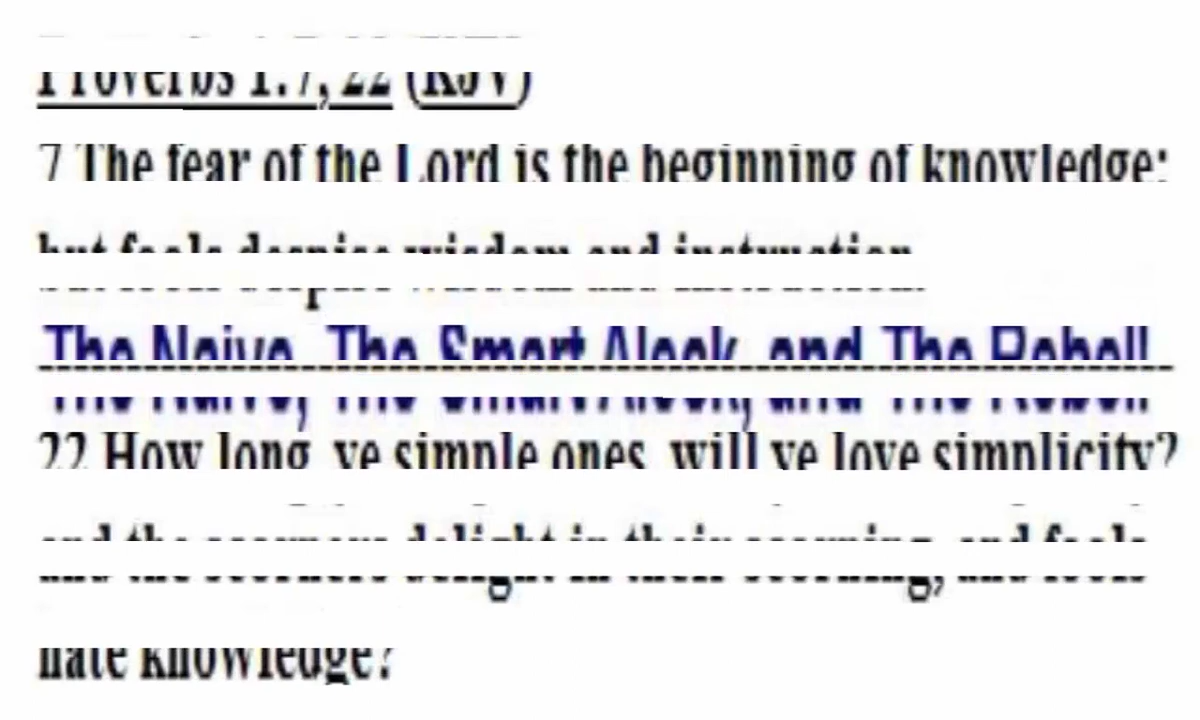 Proverbs 1:7, 22 (KJV)
7 The fear of the Lord is the beginning of knowledge:
but fools despise wisdom and instruction.
The Naive, The Smart Aleck, and The Rebel!
22 How long, ye simple ones, will ye love simplicity?
and the scorners delight in their scorning, and fools
hate knowledge?